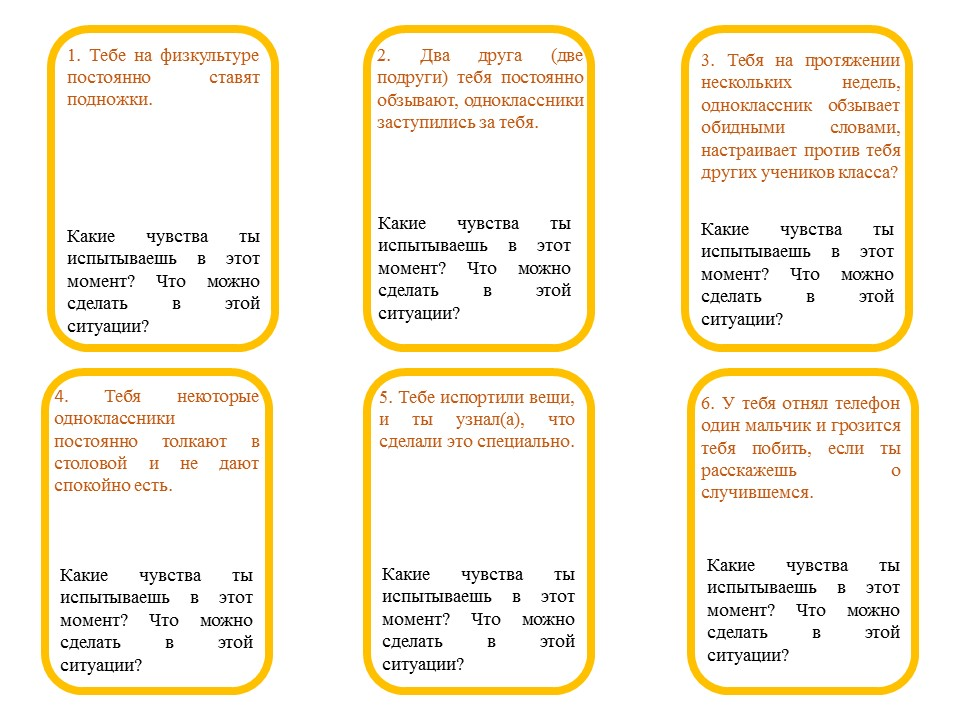 1. Тебе на физкультуре
постоянно ставят
подножки.
Какие чувства ты
испытываешь в этот
момент? Что можно
сделать в этой
ситуации?
2. Два друга (две
подруги) тебя постоянно
обзывают, одноклассники
заступились за тебя.
Какие чувства ты
испытываешь в этот
момент? Что можно
сделать в этой
ситуации?
3. Тебя на протяжении
нескольких недель,
одноклассник обзывает
обидными словами,
настраивает против тебя
других учеников класса?
Какие чувства ты
испытываешь в этот
момент? Что можно
сделать в этой
ситуации?
4. Тебя некоторые
одноклассники
постоянно толкают в
столовой и не дают
спокойно есть.
Какие чувства ты
испытываешь в этот
момент? Что можно
сделать в этой
ситуации?
5. Тебе испортили вещи,
и ты узнал(а), что
сделали это специально.
Какие чувства ты
испытываешь в этот
момент? Что можно
сделать в этой
ситуации?
6. У тебя отнял телефон
один мальчик и грозится
тебя побить, если ты
расскажешь о
случившемся.
Какие чувства ты
испытываешь в этот
момент? Что можно
сделать в этой
ситуации?